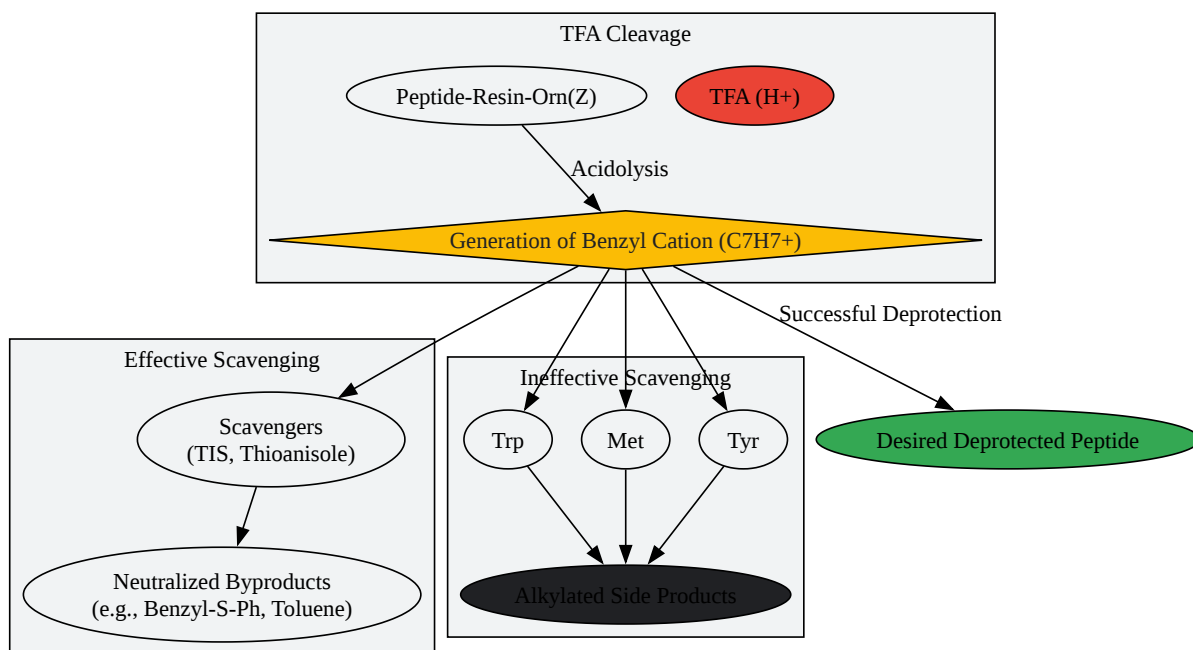 TFA Cleavage
Peptide-Resin-Orn(Z)
TFA (H+)
Acidolysis
Generation of Benzyl Cation (C7H7+)
Successful Deprotection
Effective Scavenging
Ineffective Scavenging
Scavengers
(TIS, Thioanisole)
Trp
Met
Tyr
Desired Deprotected Peptide
Neutralized Byproducts
(e.g., Benzyl-S-Ph, Toluene)
Alkylated Side Products